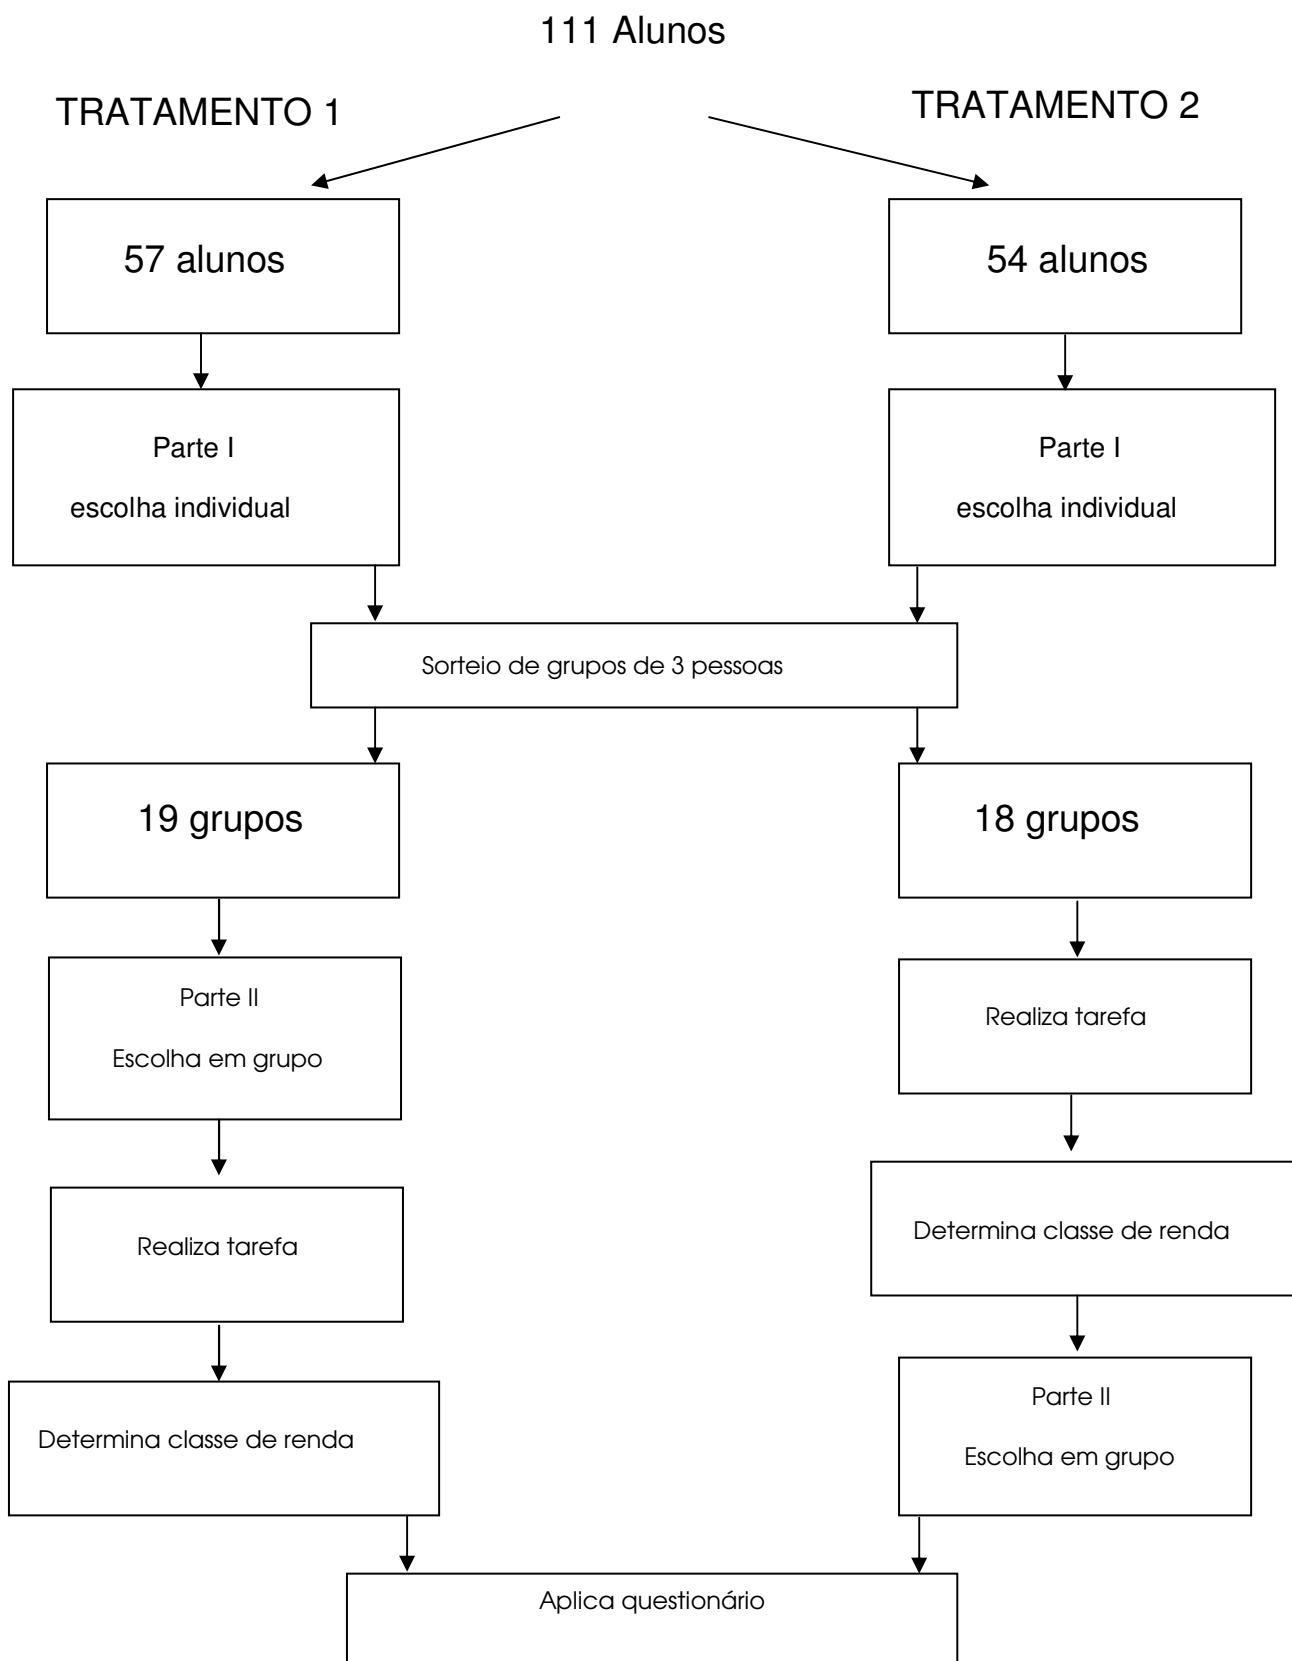 111 Alunos
TRATAMENTO 1
TRATAMENTO 2
57 alunos
54 alunos
Parte I
escolha individual
Parte I
escolha individual
Sorteio de grupos de 3 pessoas
19 grupos
18 grupos
Parte II
Escolha em grupo
Realiza tarefa
Realiza tarefa
Determina classe de renda
Determina classe de renda
Parte II
Escolha em grupo
Aplica questionário